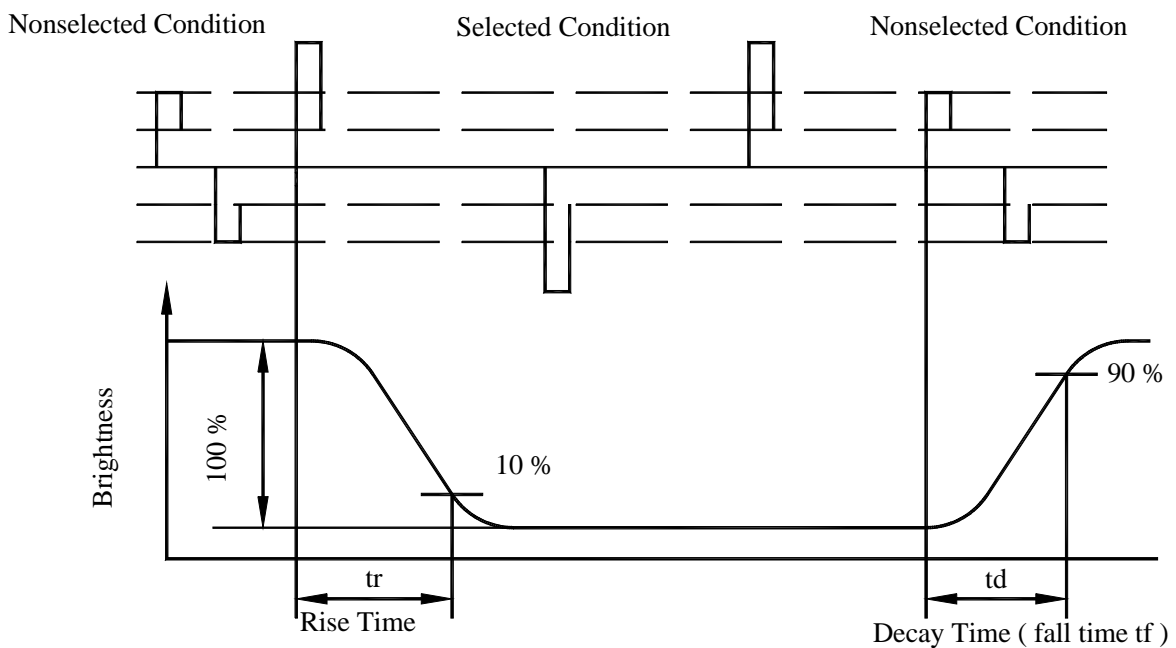 Nonselected Condition
Selected Condition
Nonselected Condition
Brightness
100 %
10 %
90 %
tr
Rise Time
td
Decay Time ( fall time tf )